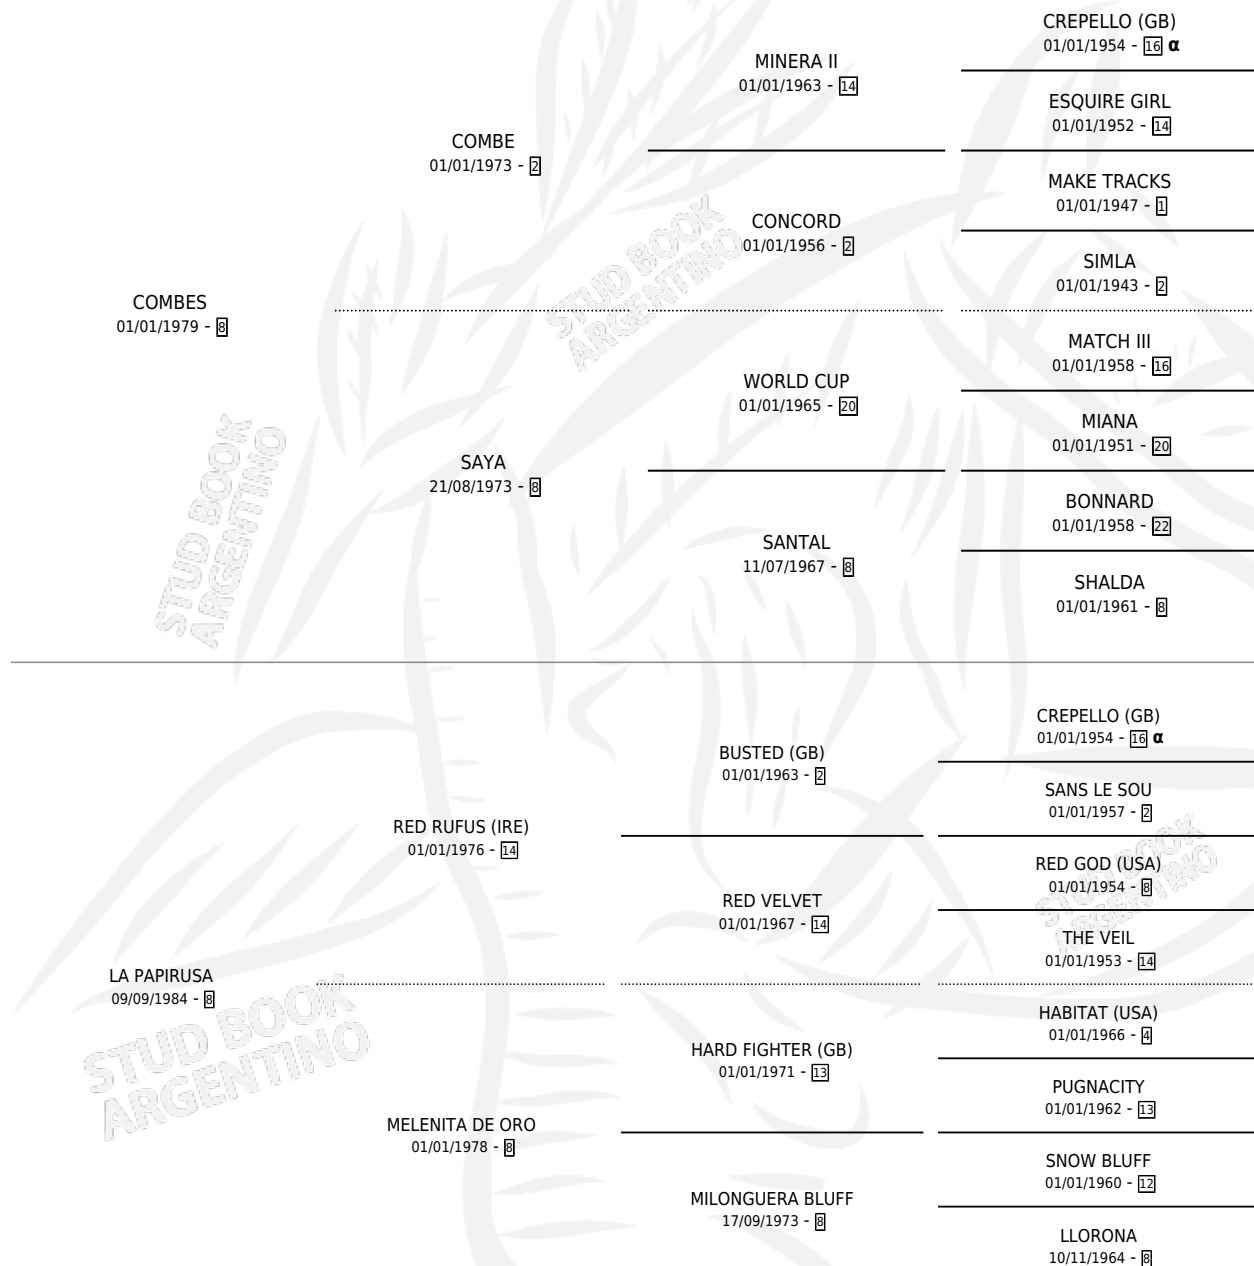 CREPELLO (GB)
01/01/1954 - 16 α
MINERA II
01/01/1963 - 14
ESQUIRE GIRL
01/01/1952 - 14
COMBE
01/01/1973 - 2
MAKE TRACKS
01/01/1947 - 1
CONCORD
01/01/1956 - 2
SIMLA
01/01/1943 - 2
COMBES
01/01/1979 - 8
MATCH III
01/01/1958 - 16
WORLD CUP
01/01/1965 - 20
MIANA
01/01/1951 - 20
SAYA
21/08/1973 - 8
BONNARD
01/01/1958 - 22
SANTAL
11/07/1967 - 8
SHALDA
01/01/1961 - 8
CREPELLO (GB)
01/01/1954 - 16 α
BUSTED (GB)
01/01/1963 - 2
SANS LE SOU
01/01/1957 - 2
RED RUFUS (IRE)
01/01/1976 - 14
RED GOD (USA)
01/01/1954 - 8
RED VELVET
01/01/1967 - 14
THE VEIL
01/01/1953 - 14
LA PAPIRUSA
09/09/1984 - 8
HABITAT (USA)
01/01/1966 - 4
HARD FIGHTER (GB)
01/01/1971 - 13
PUGNACITY
01/01/1962 - 13
MELENITA DE ORO
01/01/1978 - 8
SNOW BLUFF
01/01/1960 - 12
MILONGUERA BLUFF
17/09/1973 - 8
LLORONA
10/11/1964 - 8
STUD BOOK
ARGENTINO
STUD BOOK
ARGENTINO
STUD BOOK
ARGENTINO
STUD BOOK
ARGENTINO